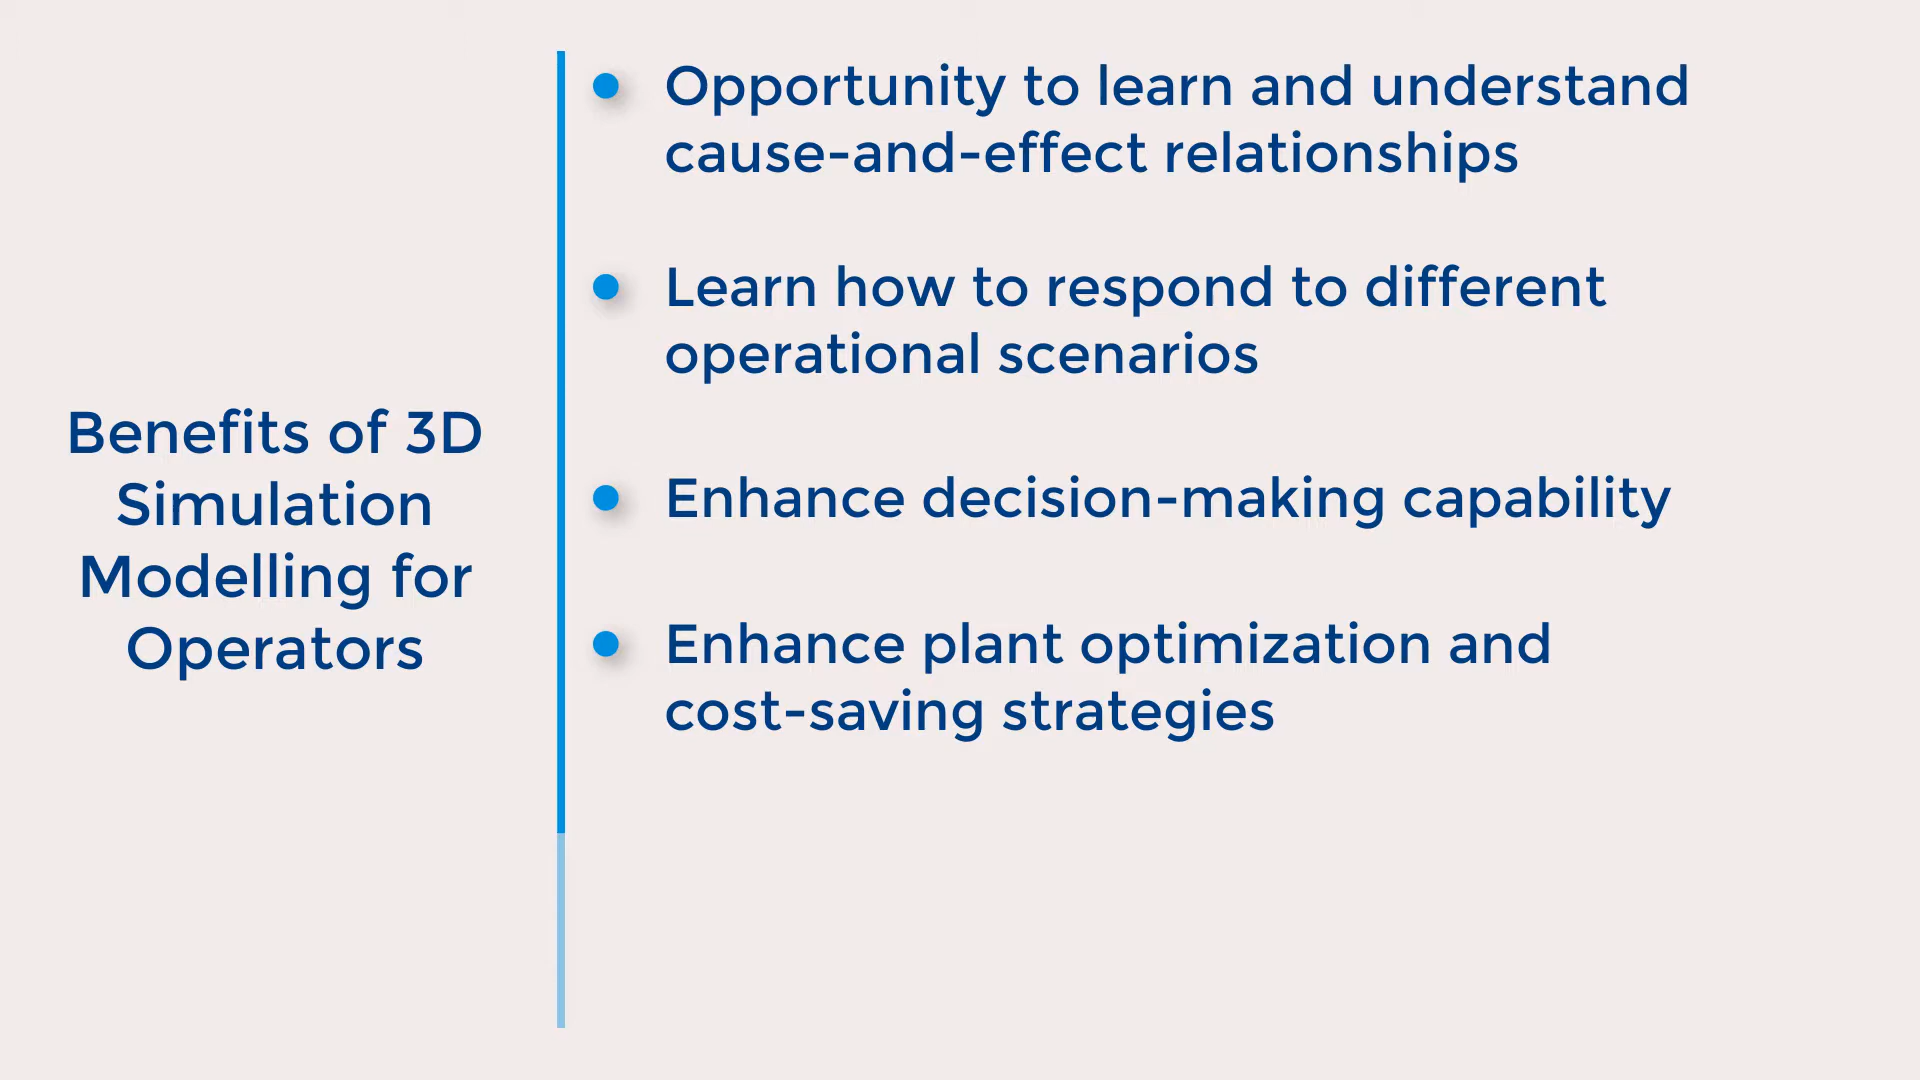 Benefits of 3D
Simulation
Modelling for
Operators
Opportunity to learn and understand
cause-and-effect relationships
Learn how to respond to different
operational scenarios
Enhance decision-making capability
Enhance plant optimization and
cost-saving strategies